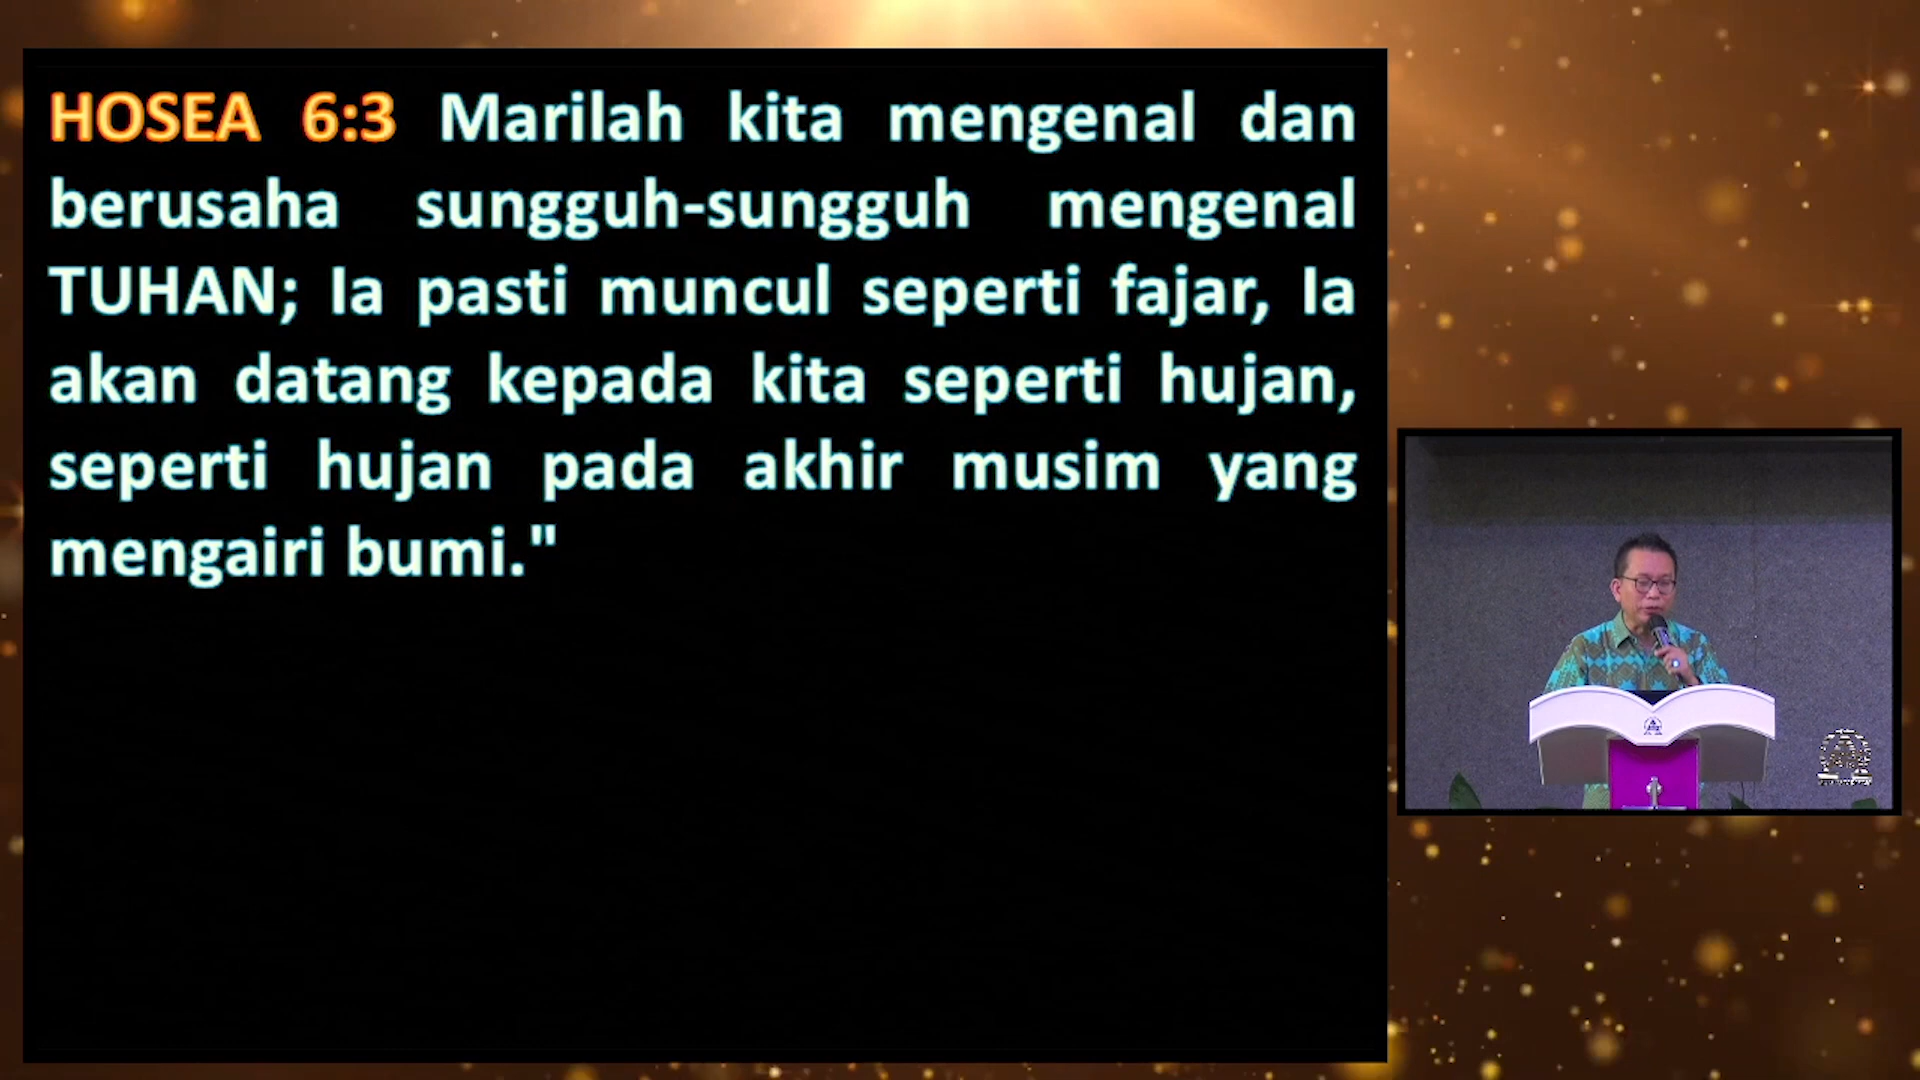 HOSEA 6:3 Marilah kita mengenal dan
berusaha sungguh-sungguh mengenal
TUHAN; Ia pasti muncul seperti fajar, Ia
akan datang kepada kita seperti hujan,
seperti hujan pada akhir musim yang
mengairi bumi."